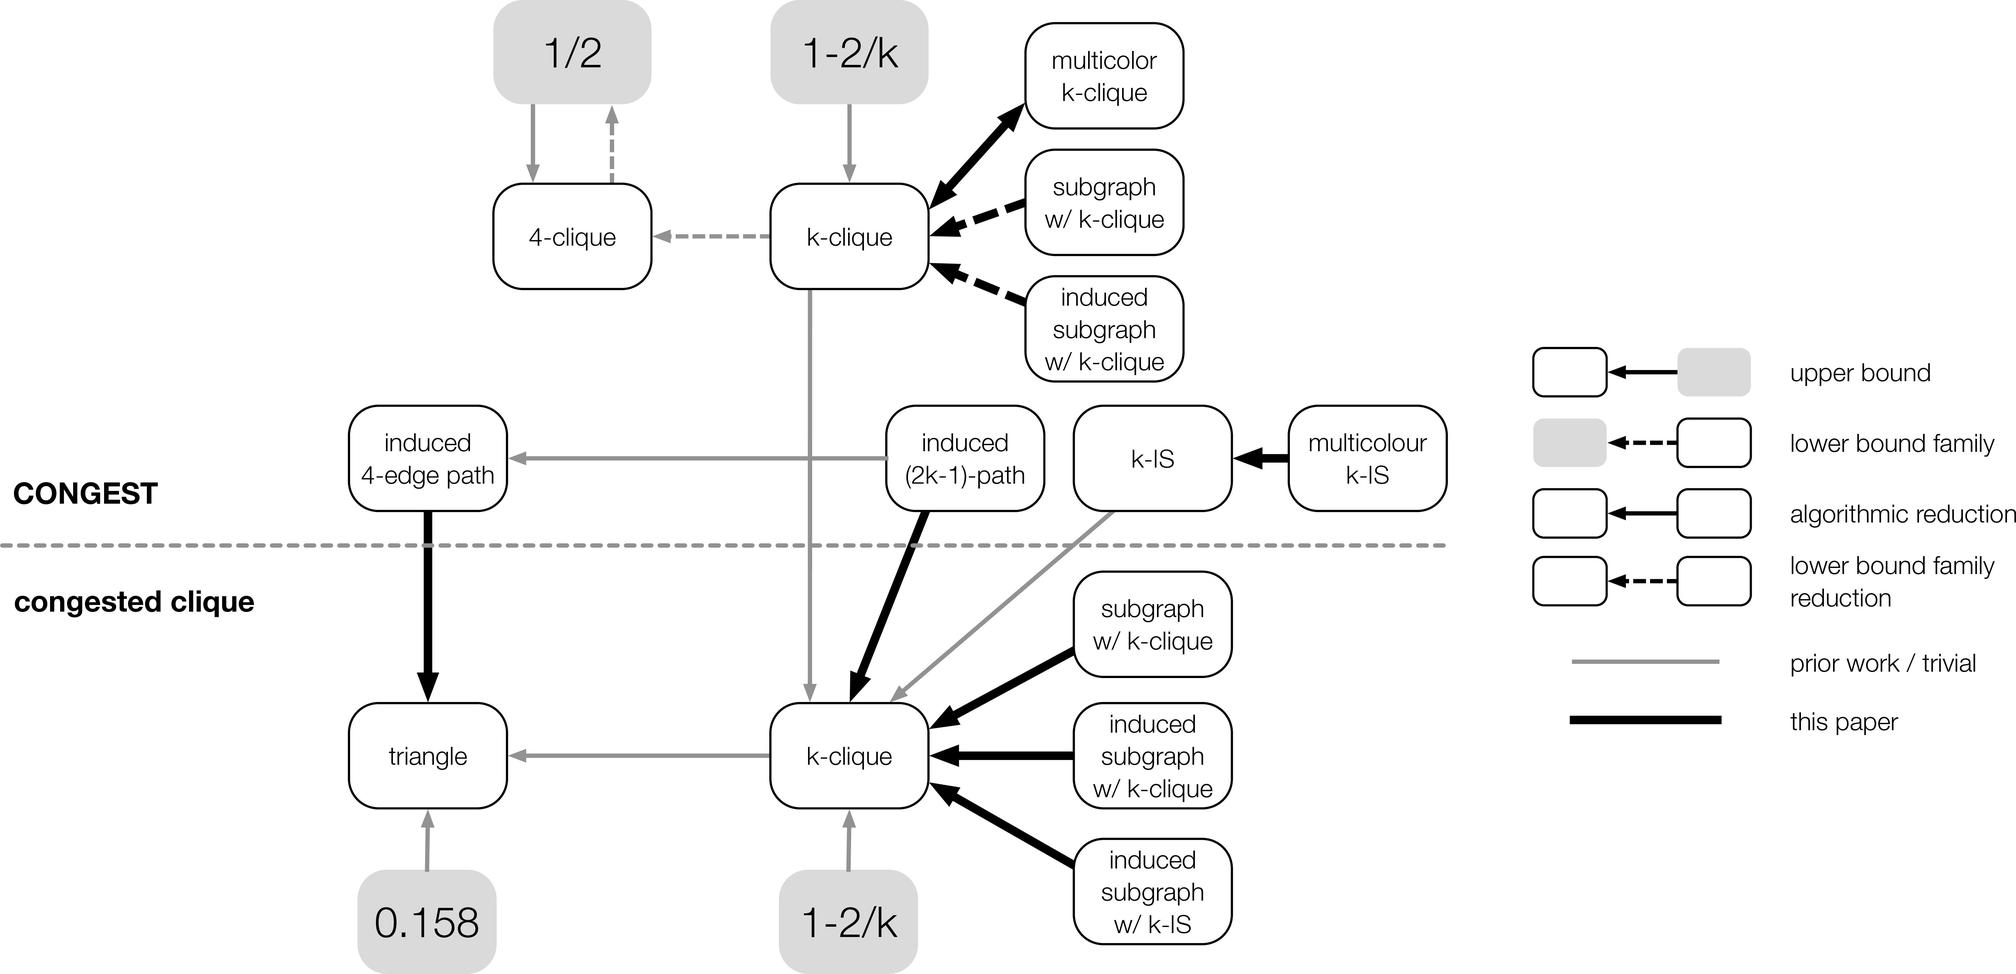 1/2
1-2/k
multicolor
k-clique
subgraph
w/ k-clique
4-clique
k-clique
induced
subgraph
w/ k-clique
induced
4-edge path
induced
(2k-1)-path
k-IS
multicolour
k-IS
CONGEST
congested clique
subgraph
w/ k-clique
triangle
k-clique
induced
subgraph
w/ k-clique
induced
subgraph
w/ k-IS
0.158
1-2/k
upper bound
lower bound family
algorithmic reduction
lower bound family
reduction
prior work / trivial
this paper